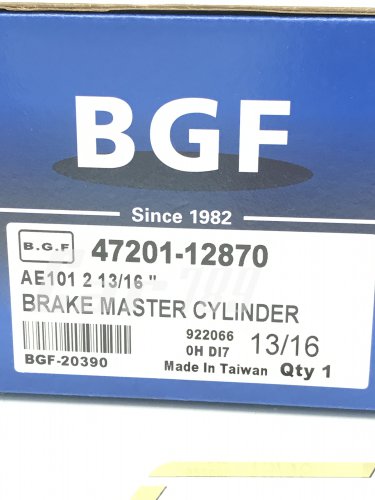 BGF
Since 1982
B.G.F 47201-12870
AE101 2 13/16 "
BRAKE MASTER CYLINDER
922066
0H DI7 13/16
BGF-20390 Made In Taiwan Qty 1